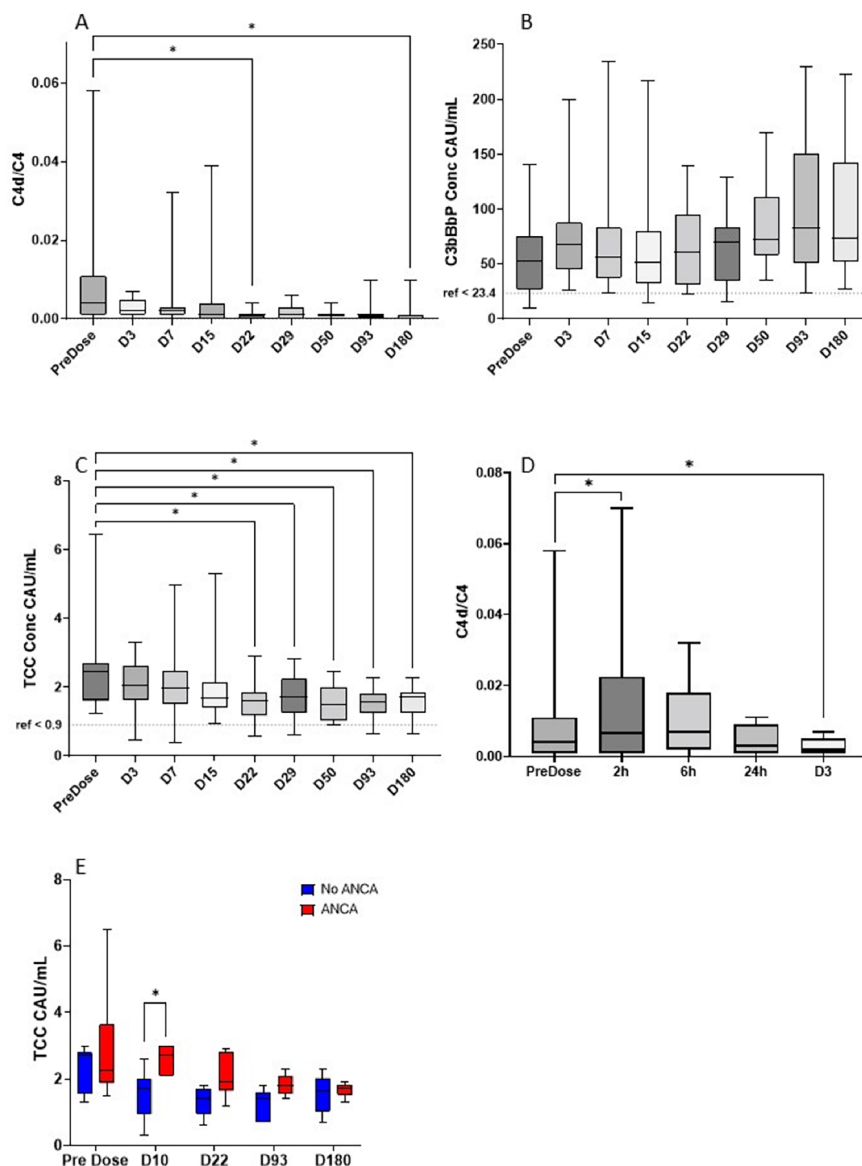 A
*
*
0.06
0.04
0.02
0.00
C4d/C4
PreDose
D3
D7
D15
D22
D29
D50
D93
D180
B
250
200
150
100
50
0
ref < 23.4
C3bBbP Conc CAU/mL
PreDose
D3
D7
D15
D22
D29
D50
D93
D180
C
*
*
*
*
*
8
6
4
2
0
ref < 0.9
TCC Conc CAU/mL
PreDose
D3
D7
D15
D22
D29
D50
D93
D180
D
*
*
0.08
0.06
0.04
0.02
0.00
C4d/C4
PreDose
2h
6h
24h
D3
E
No ANCA
ANCA
*
8
6
4
2
0
TCC CAU/mL
Pre Dose
D10
D22
D93
D180